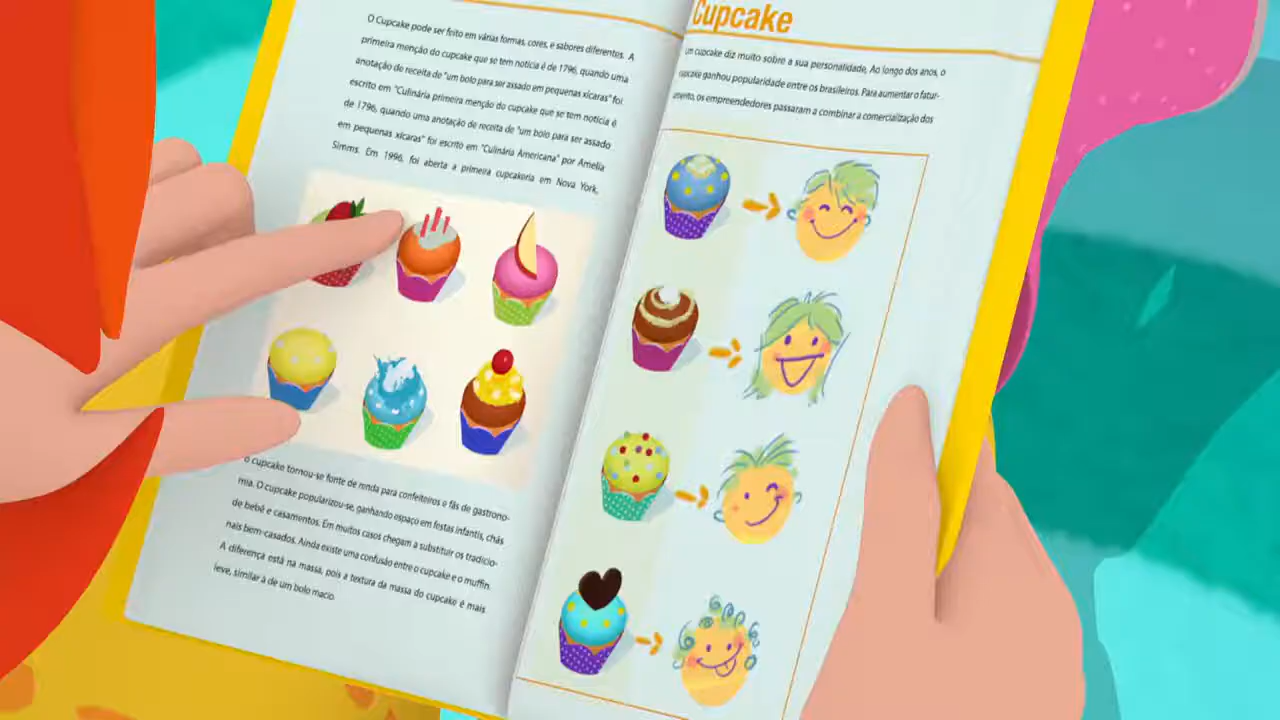 O Cupcake pode ser feito em várias formas, cores, e sabores diferentes. A
primeira menção do cupcake que se tem notícia é de 1796, quando uma
anotação de receita de "um bolo para ser assado em pequenas xícaras" foi
escrito em "Culinária primeira menção do cupcake que se tem notícia é
de 1796, quando uma anotação de receita de "um bolo para ser assado
em pequenas xícaras" foi escrito em "Culinária Americana" por Amelia
Simms. Em 1996, foi aberta a primeira cupcakeria em Nova York,
o cupcake tornou-se fonte de renda para confeiteiros e fãs de gastrono-
mia. O cupcake popularizou-se, ganhando espaço em festas infantis, chás
de bebê e casamentos. Em muitos casos chegam a substituir os tradicio-
nais bem-casados. Ainda existe uma confusão entre o cupcake e o muffin.
A diferença está na massa, pois a textura da massa do cupcake é mais
leve, similar à de um bolo macio.
Cupcake
um cupcake diz muito sobre a sua personalidade, Ao longo dos anos, o
cupcake ganhou popularidade entre os brasileiros. Para aumentar o fatur-
amento, os empreendedores passaram a combinar a comercialização dos